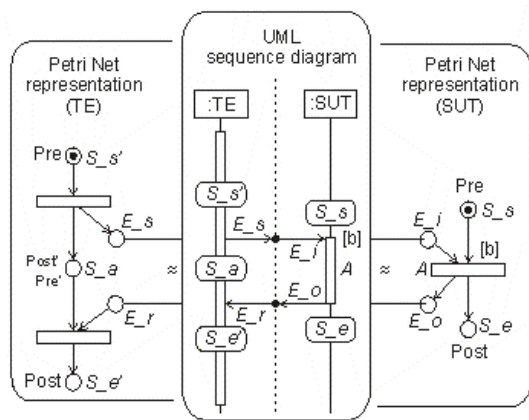 Petri Net
representation
(TE)
Pre
S_s'
E_s
Post'
Pre'
S_a
E_r
Post
S_e'
≈
UML
sequence diagram
:TE
:SUT
S_s'
S_s
E_s
E_i
[b]
S_a
A
E_o
E_r
S_e'
S_e
≈
Petri Net
representation
(SUT)
Pre
S_s
E_i
[b]
A
E_o
S_e
Post